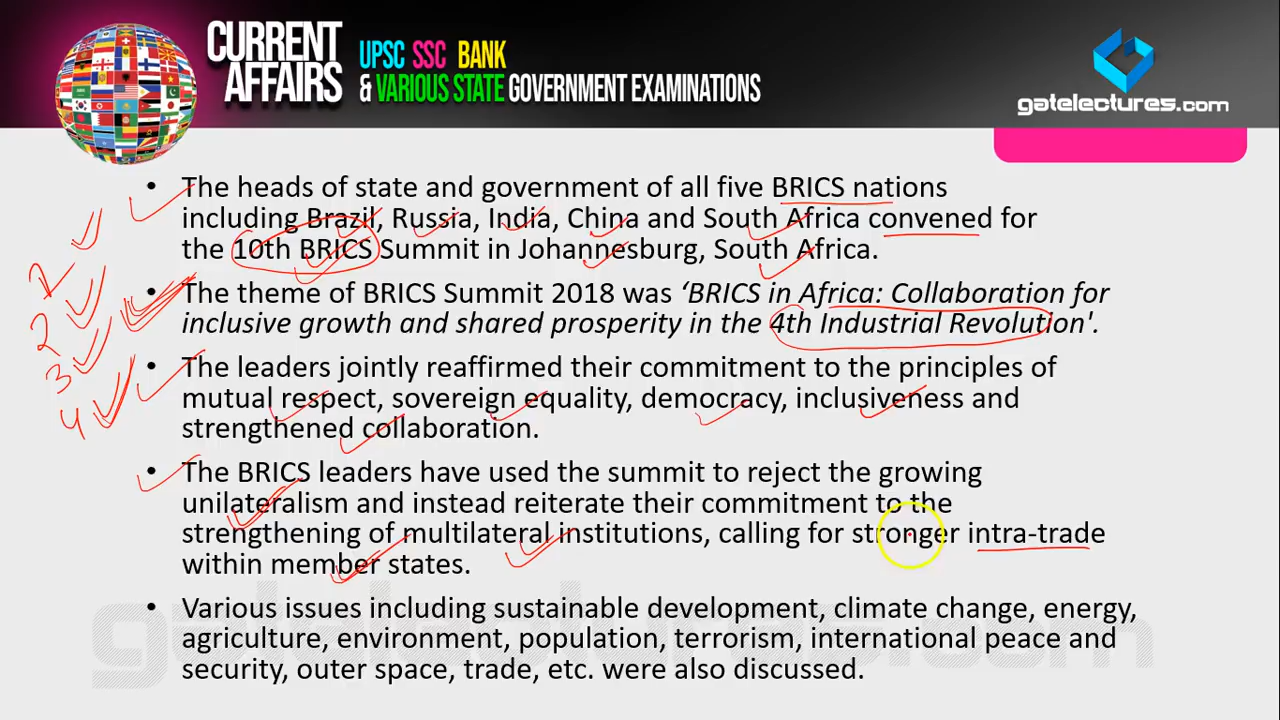 CURRENT
AFFAIRS
UPSC SSC BANK
& VARIOUS STATE GOVERNMENT EXAMINATIONS
gatelectures.com
• The heads of state and government of all five BRICS nations
including Brazil, Russia, India, China and South Africa convened for
the 10th BRICS Summit in Johannesburg, South Africa.
• The theme of BRICS Summit 2018 was ‘BRICS in Africa: Collaboration for
inclusive growth and shared prosperity in the 4th Industrial Revolution'.
• The leaders jointly reaffirmed their commitment to the principles of
mutual respect, sovereign equality, democracy, inclusiveness and
strengthened collaboration.
• The BRICS leaders have used the summit to reject the growing
unilateralism and instead reiterate their commitment to the
strengthening of multilateral institutions, calling for stronger intra-trade
within member states.
• Various issues including sustainable development, climate change, energy,
agriculture, environment, population, terrorism, international peace and
security, outer space, trade, etc. were also discussed.
1
2
3
4
gatelectures.com